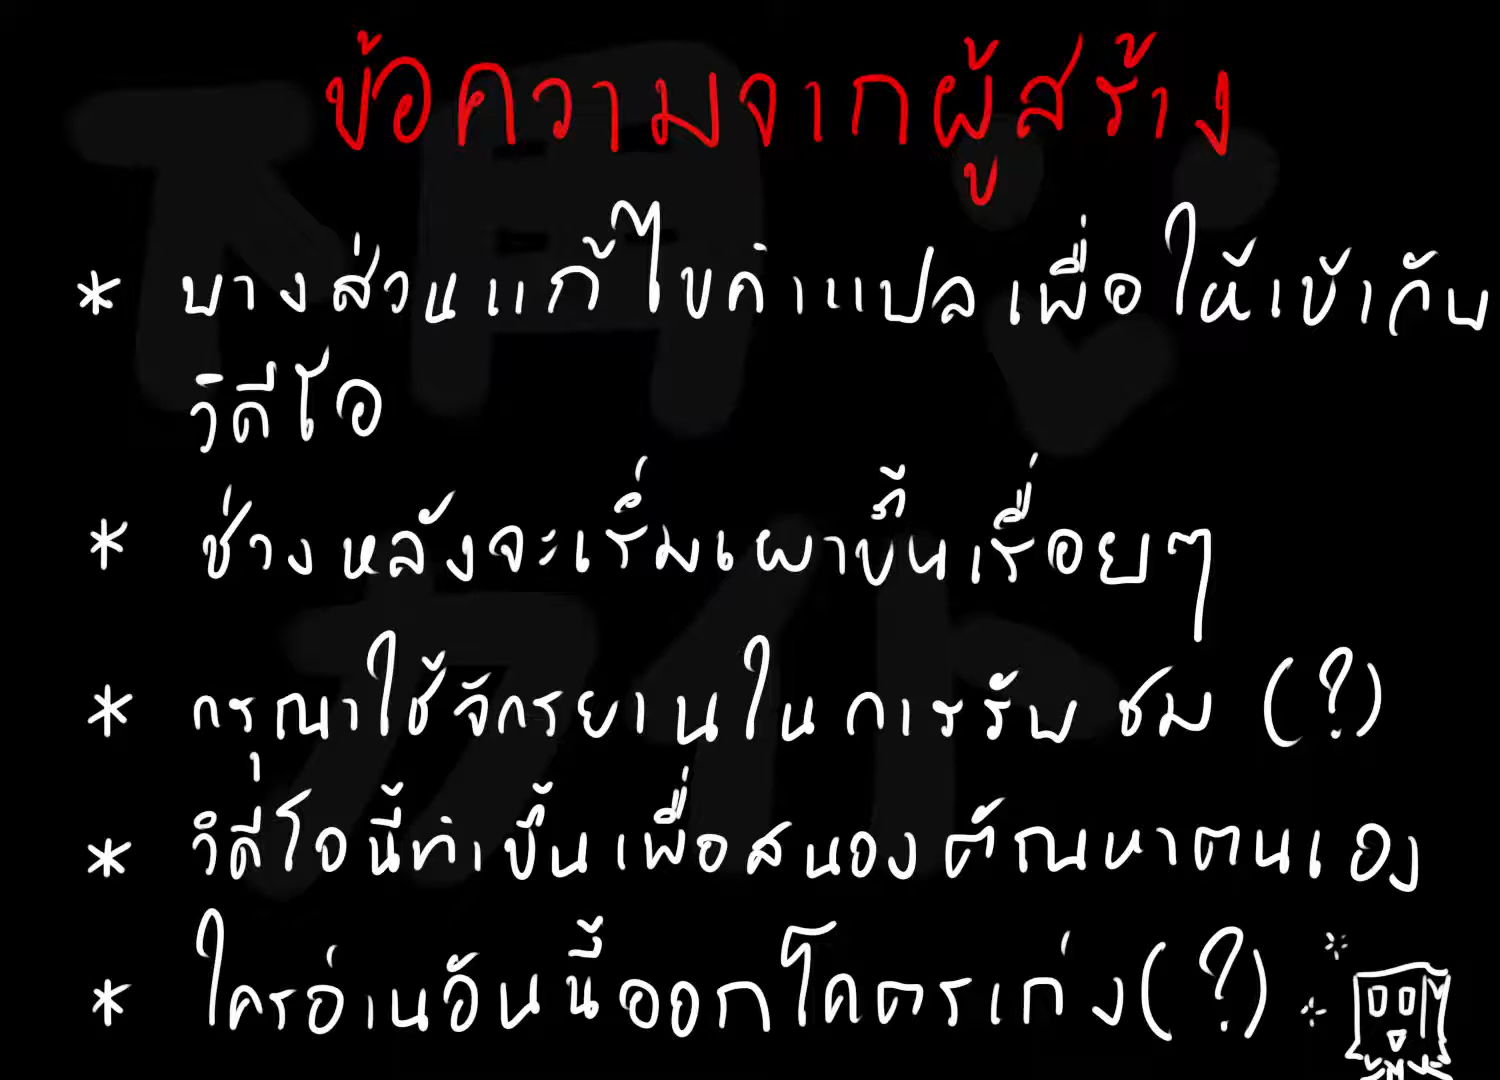 ข้อความจากผู้สร้าง
* บางส่วนแก้ไขคำแปลเพื่อให้เข้ากับ
วิดีโอ
* ช่วงหลังจะเริ่มเผาขึ้นเรื่อยๆ
* กรุณาใช้จักรยานในการรับชม (?)
* วิดีโอนี้ทำขึ้นเพื่อสนองตัณหาตนเอง
* ใครอ่านอันนี้ออกโคตรเก่ง(?)